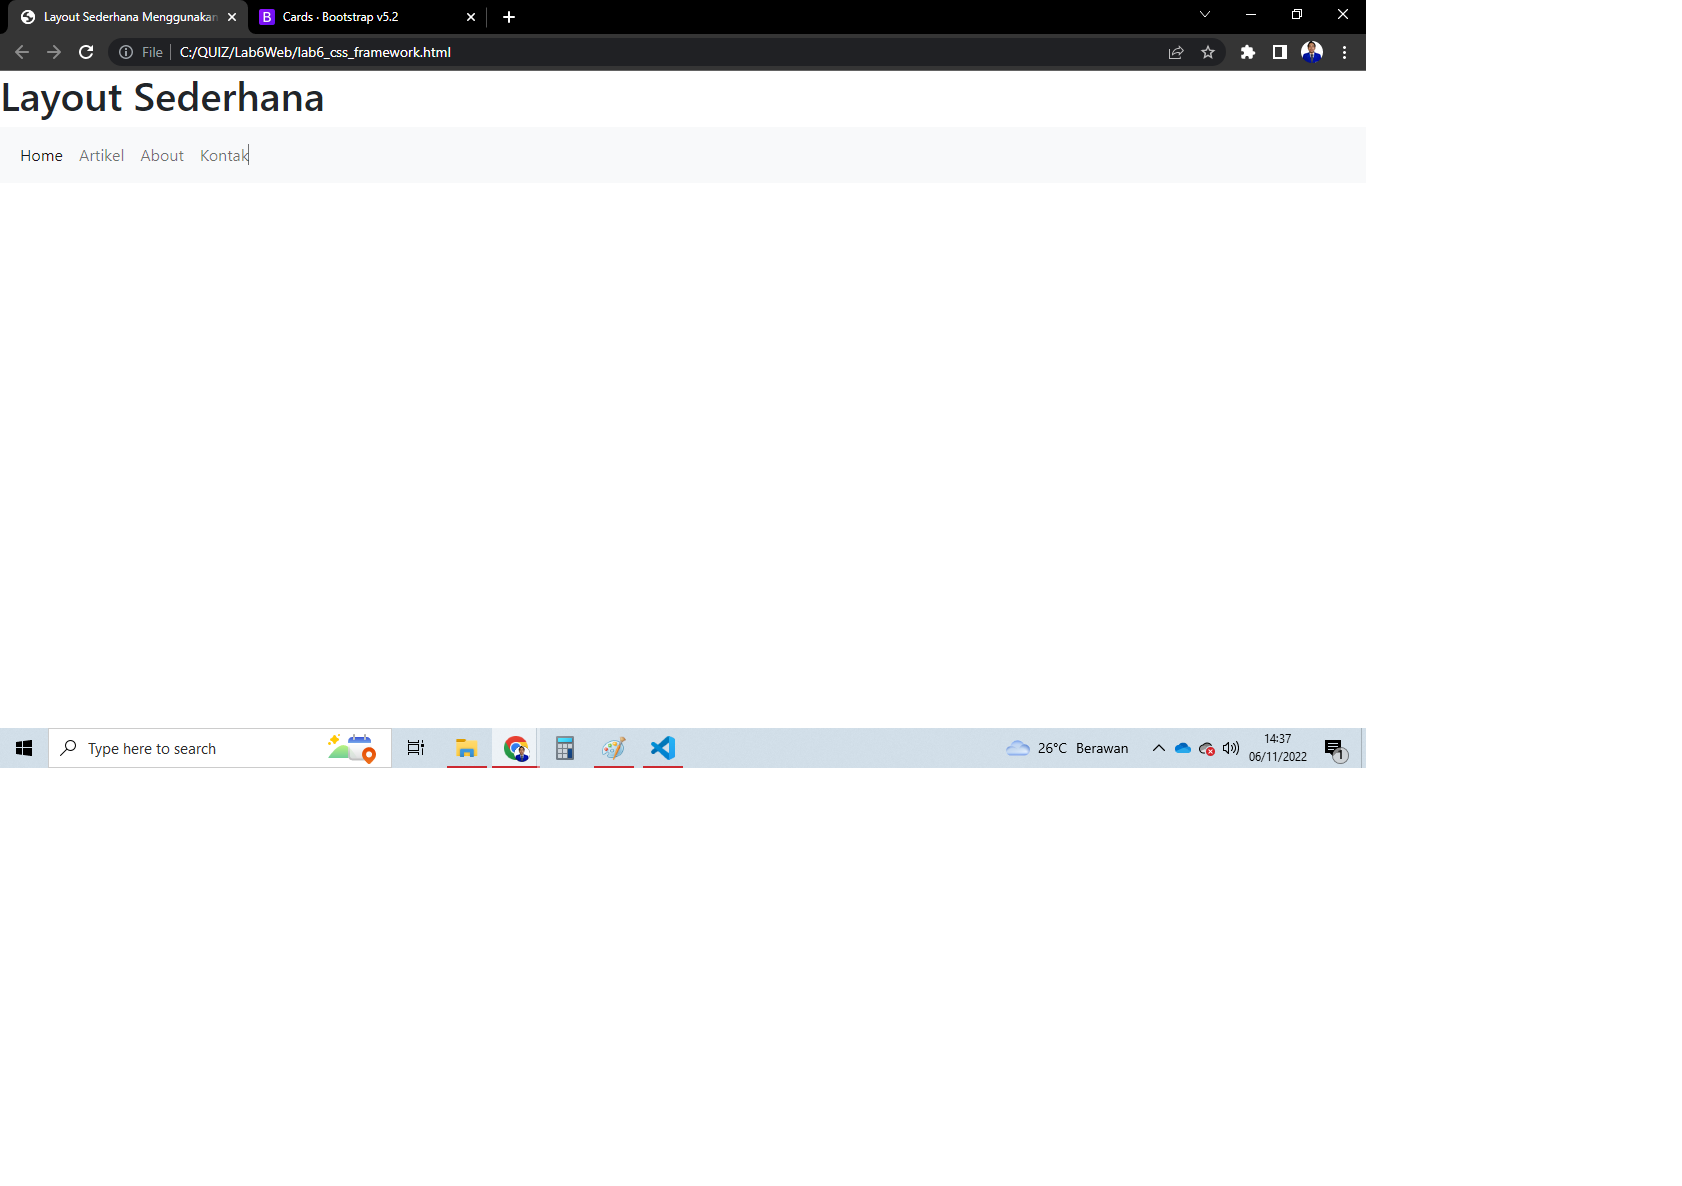 Layout Sederhana Menggunakan
Cards · Bootstrap v5.2
File
C:/QUIZ/Lab6Web/lab6_css_framework.html
Layout Sederhana
Home Artikel About Kontak
Type here to search
26°C Berawan
14:37
06/11/2022
1